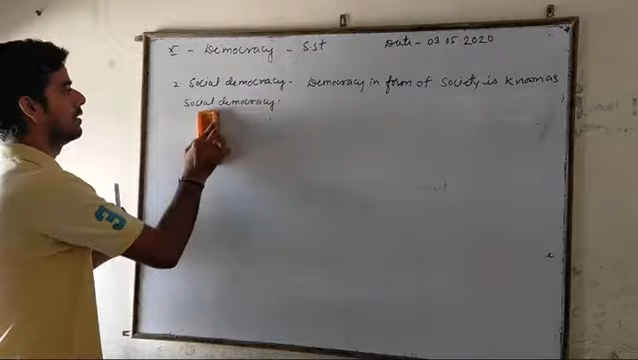 X - Democracy - S.St Date - 03.05.2020
2 Social democracy - Democracy in form of Society is known as
Social democracy.
3